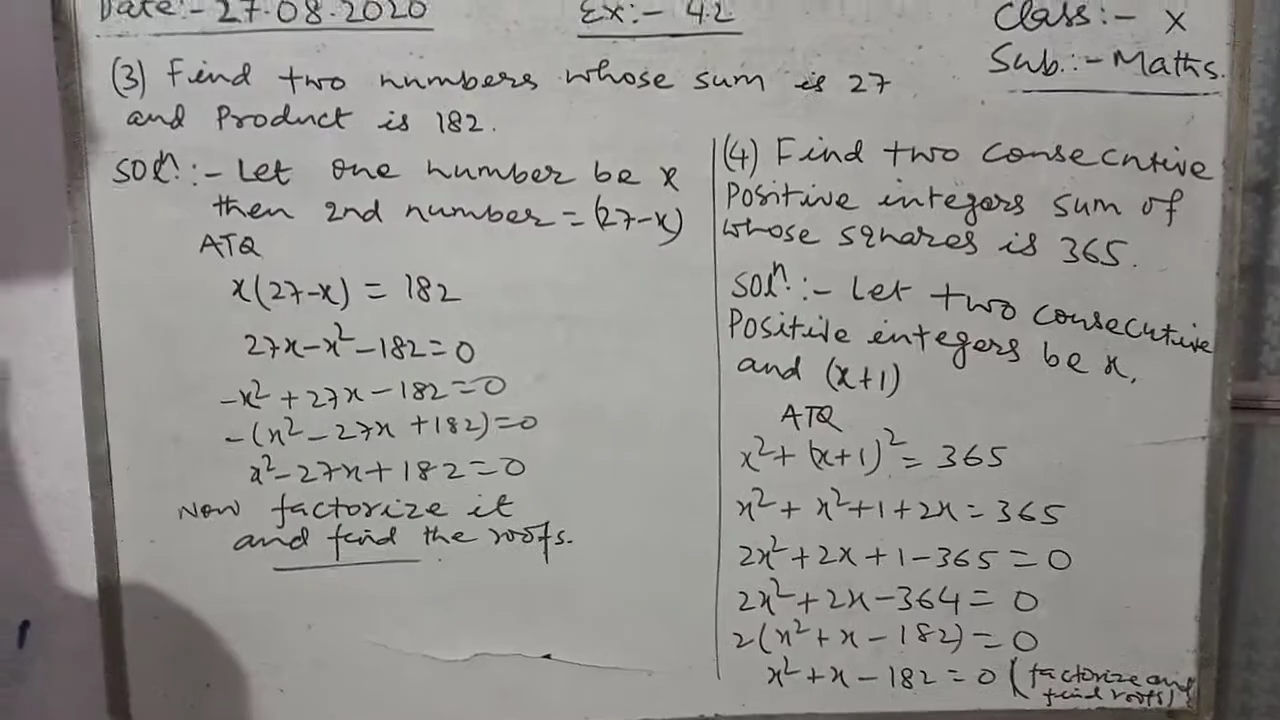 Date:- 27.08.2020
Ex:- 4.2
Class:- X
Sub.:- Maths.
(3) Find two numbers whose sum is 27
and Product is 182.
Solⁿ:- Let one number be x
then 2nd number = (27-x)
ATQ
x(27-x) = 182
27x-x²-182=0
-x²+27x-182=0
-(x²-27x+182)=0
x²-27x+182=0
Now factorize it
and find the roots.
(4) Find two consecutive
Positive integers sum of
whose squares is 365.
Solⁿ:- Let two consecutive
Positive integers be x,
and (x+1)
ATQ
x²+(x+1)²=365
x²+x²+1+2x=365
2x²+2x+1-365=0
2x²+2x-364=0
2(x²+x-182)=0
x²+x-182=0 (factorize and
find roots)